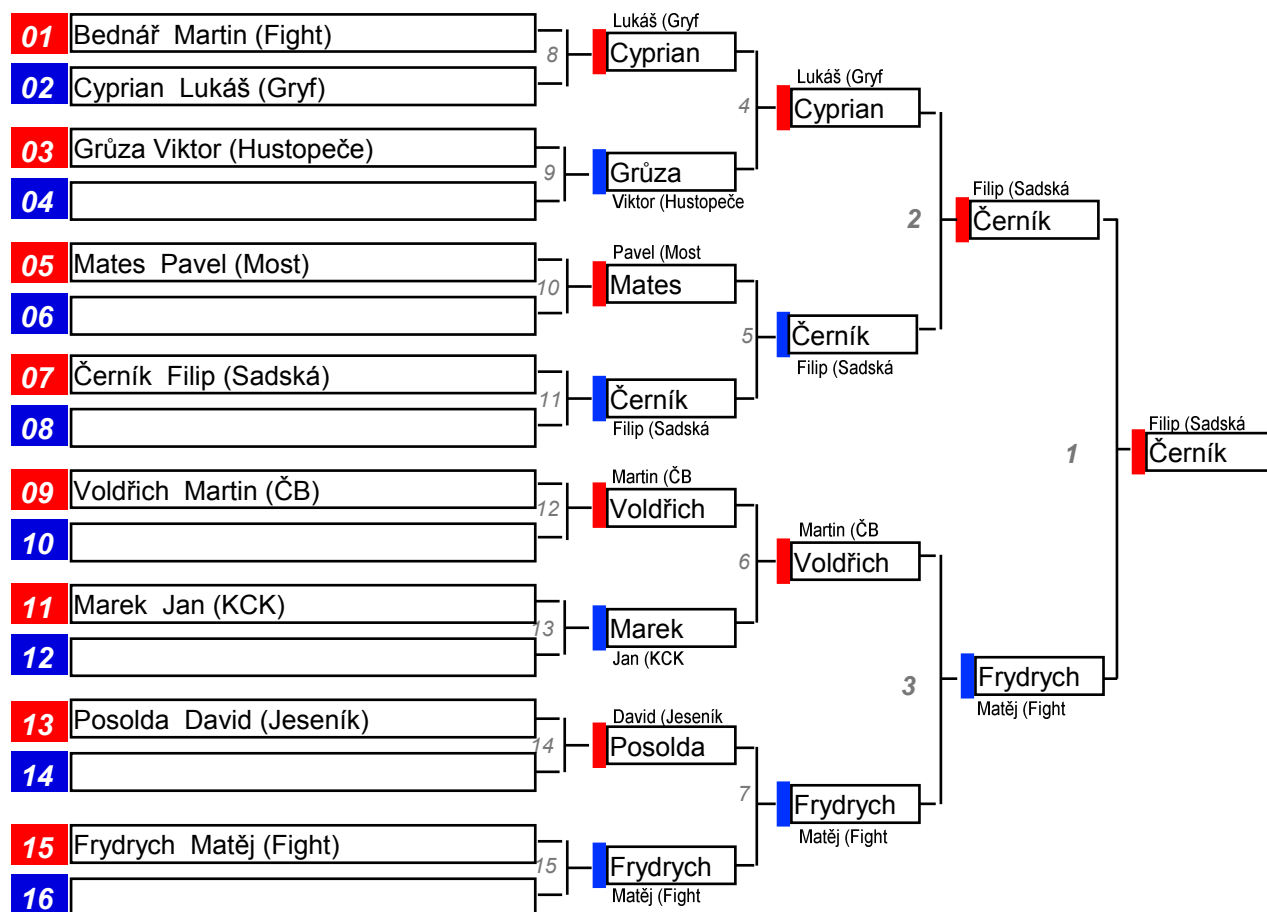 01 Bednář Martin (Fight)
02 Cyprian Lukáš (Gryf)
03 Grůza Viktor (Hustopeče)
04
05 Mates Pavel (Most)
06
07 Černík Filip (Sadská)
08
09 Voldřich Martin (ČB)
10
11 Marek Jan (KCK)
12
13 Posolda David (Jeseník)
14
15 Frydrych Matěj (Fight)
16
8
9
10
11
12
13
14
15
Lukáš (Gryf
Cyprian
Grůza
Viktor (Hustopeče
Pavel (Most
Mates
Černík
Filip (Sadská
Martin (ČB
Voldřich
Marek
Jan (KCK
David (Jeseník
Posolda
Frydrych
Matěj (Fight
4
5
6
7
Lukáš (Gryf
Cyprian
Černík
Filip (Sadská
Martin (ČB
Voldřich
Frydrych
Matěj (Fight
2
3
Filip (Sadská
Černík
Frydrych
Matěj (Fight
1
Filip (Sadská
Černík